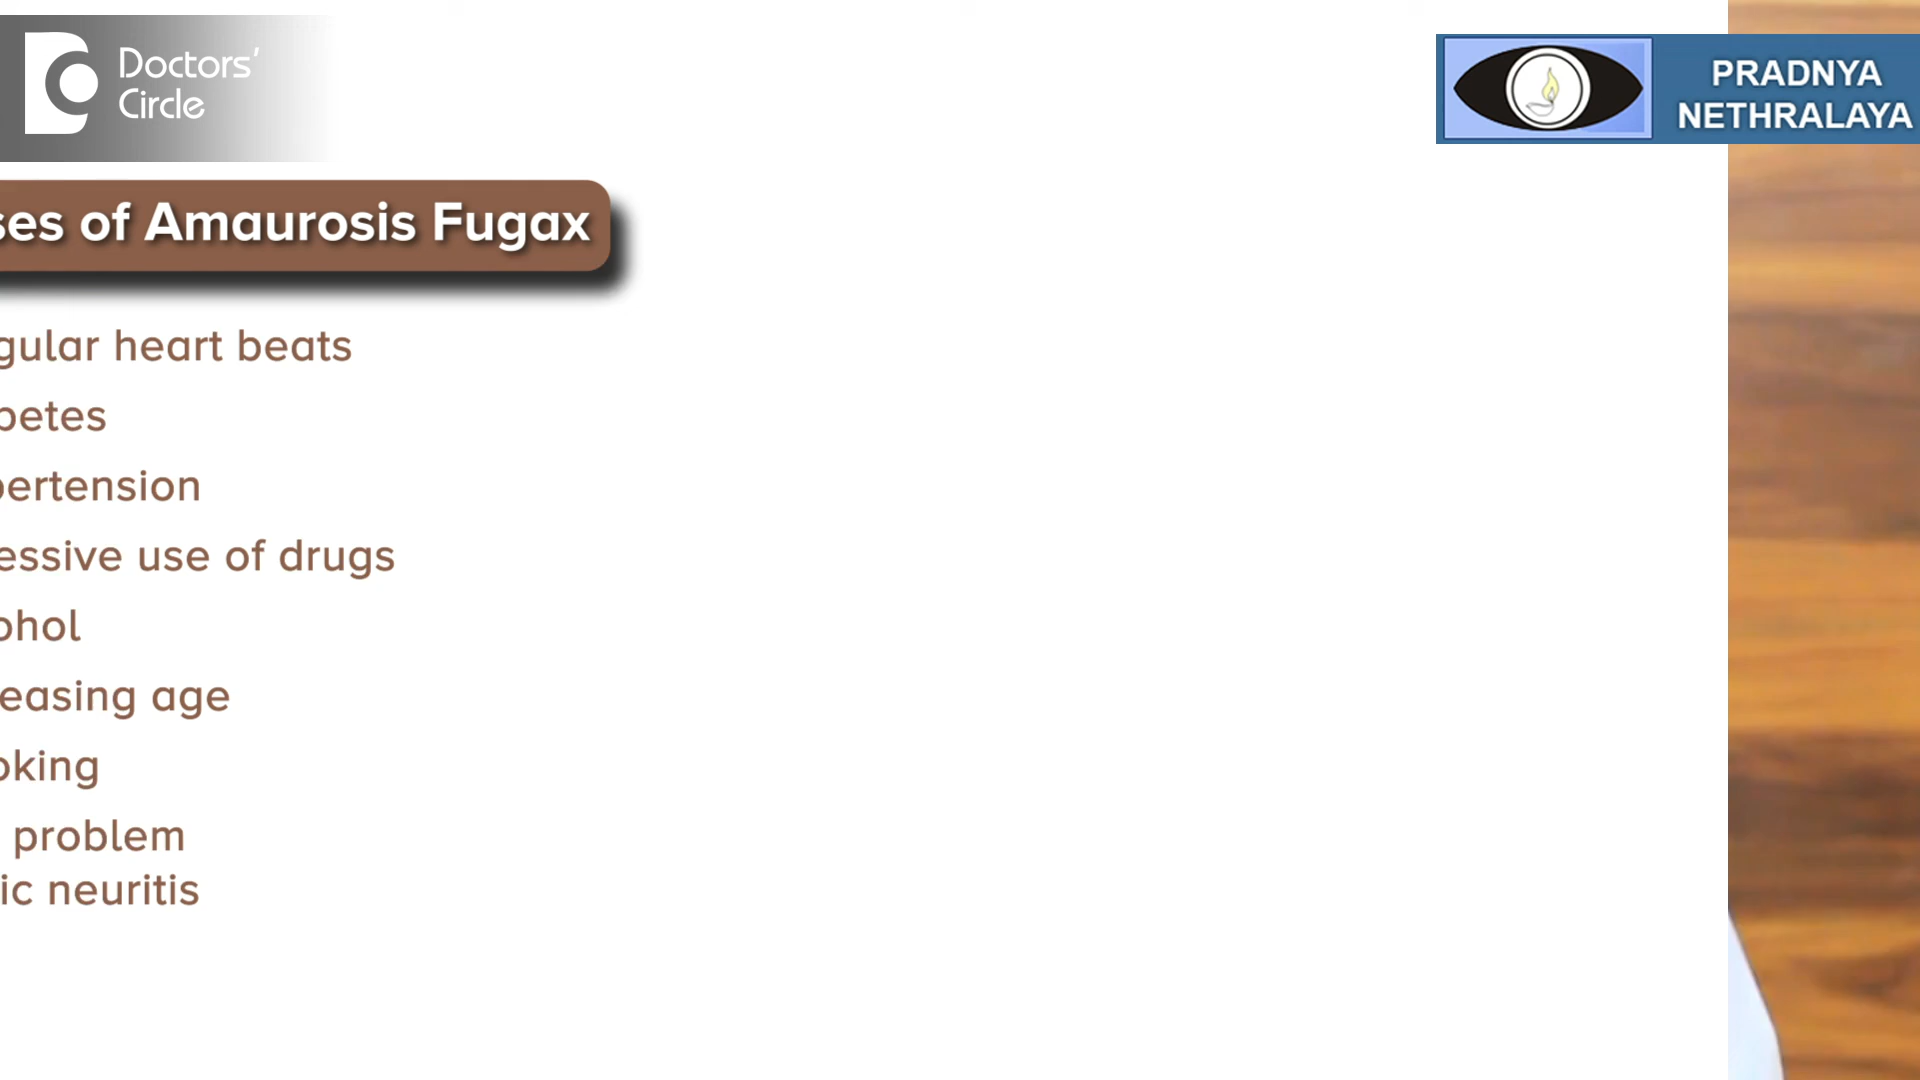 Doctors'
Circle
PRADNYA
NETHRALAYA
ses of Amaurosis Fugax
gular heart beats
betes
pertension
essive use of drugs
ohol
easing age
oking
problem
ic neuritis